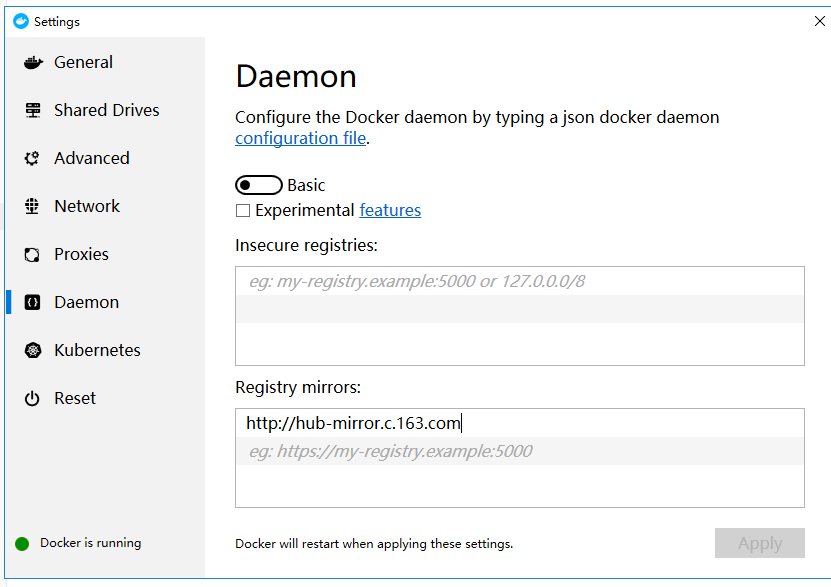 Settings
General
Shared Drives
Advanced
Network
Proxies
Daemon
Kubernetes
Reset
Docker is running
Daemon
Configure the Docker daemon by typing a json docker daemon
configuration file.
Basic
Experimental features
Insecure registries:
eg: my-registry.example:5000 or 127.0.0.0/8
Registry mirrors:
http://hub-mirror.c.163.com
eg: https://my-registry.example:5000
Docker will restart when applying these settings.
Apply